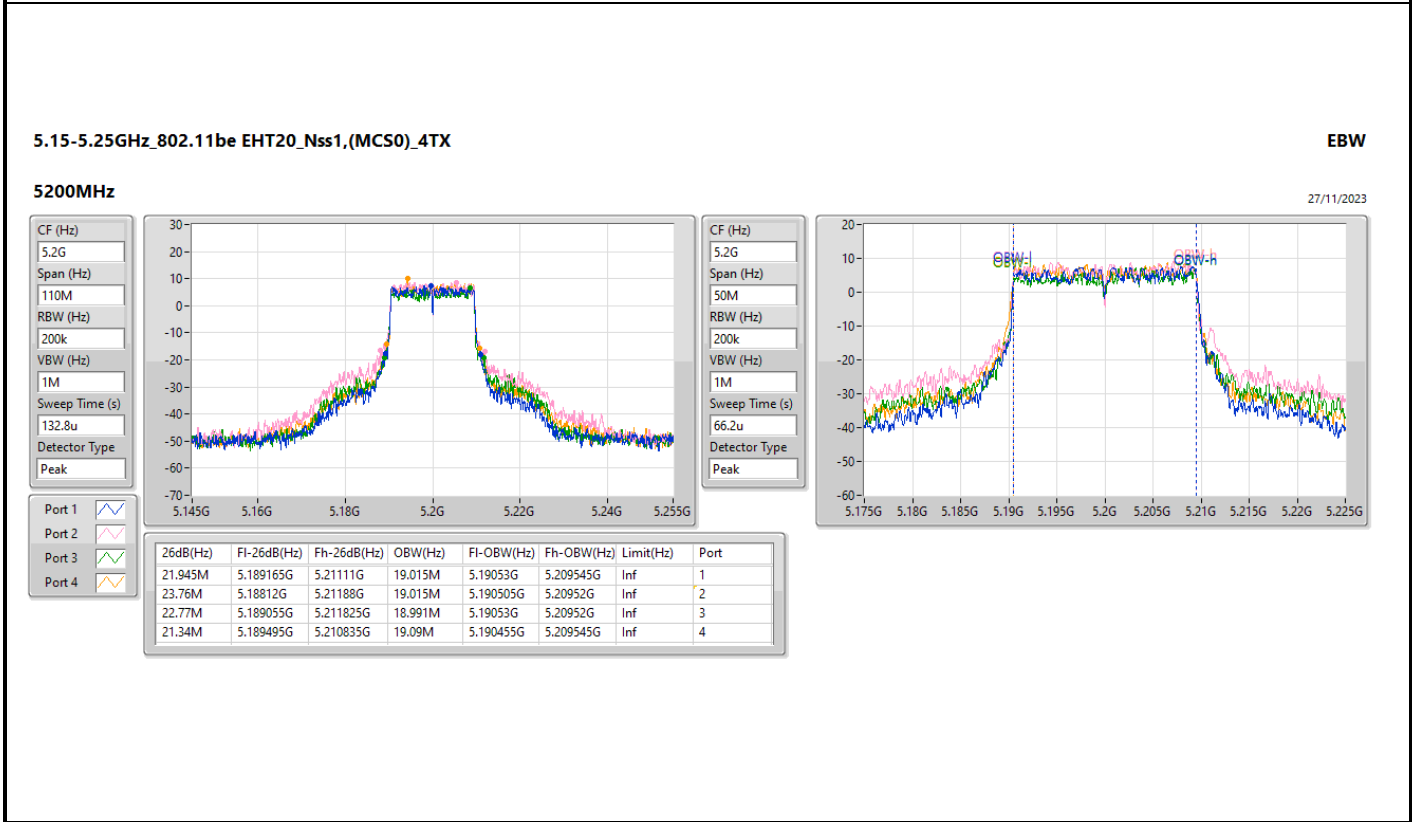 5.15-5.25GHz_802.11be EHT20_Nss1,(MCS0)_4TX
EBW
5200MHz
27/11/2023
CF (Hz)
5.2G
Span (Hz)
110M
RBW (Hz)
200k
VBW (Hz)
1M
Sweep Time (s)
132.8u
Detector Type
Peak
30
20
10
0
-10
-20
-30
-40
-50
-60
-70
5.145G 5.16G 5.18G 5.2G 5.22G 5.24G 5.255G
CF (Hz)
5.2G
Span (Hz)
50M
RBW (Hz)
200k
VBW (Hz)
1M
Sweep Time (s)
66.2u
Detector Type
Peak
20
10
0
-10
-20
-30
-40
-50
-60
OBW-l
OBW-h
5.175G 5.18G 5.185G 5.19G 5.195G 5.2G 5.205G 5.21G 5.215G 5.22G 5.225G
Port 1
Port 2
Port 3
Port 4
26dB(Hz) Fl-26dB(Hz) Fh-26dB(Hz) OBW(Hz) Fl-OBW(Hz) Fh-OBW(Hz) Limit(Hz) Port
21.945M 5.189165G 5.21111G 19.015M 5.19053G 5.209545G Inf 1
23.76M 5.18812G 5.21188G 19.015M 5.190505G 5.20952G Inf 2
22.77M 5.189055G 5.211825G 18.991M 5.19053G 5.20952G Inf 3
21.34M 5.189495G 5.210835G 19.09M 5.190455G 5.209545G Inf 4